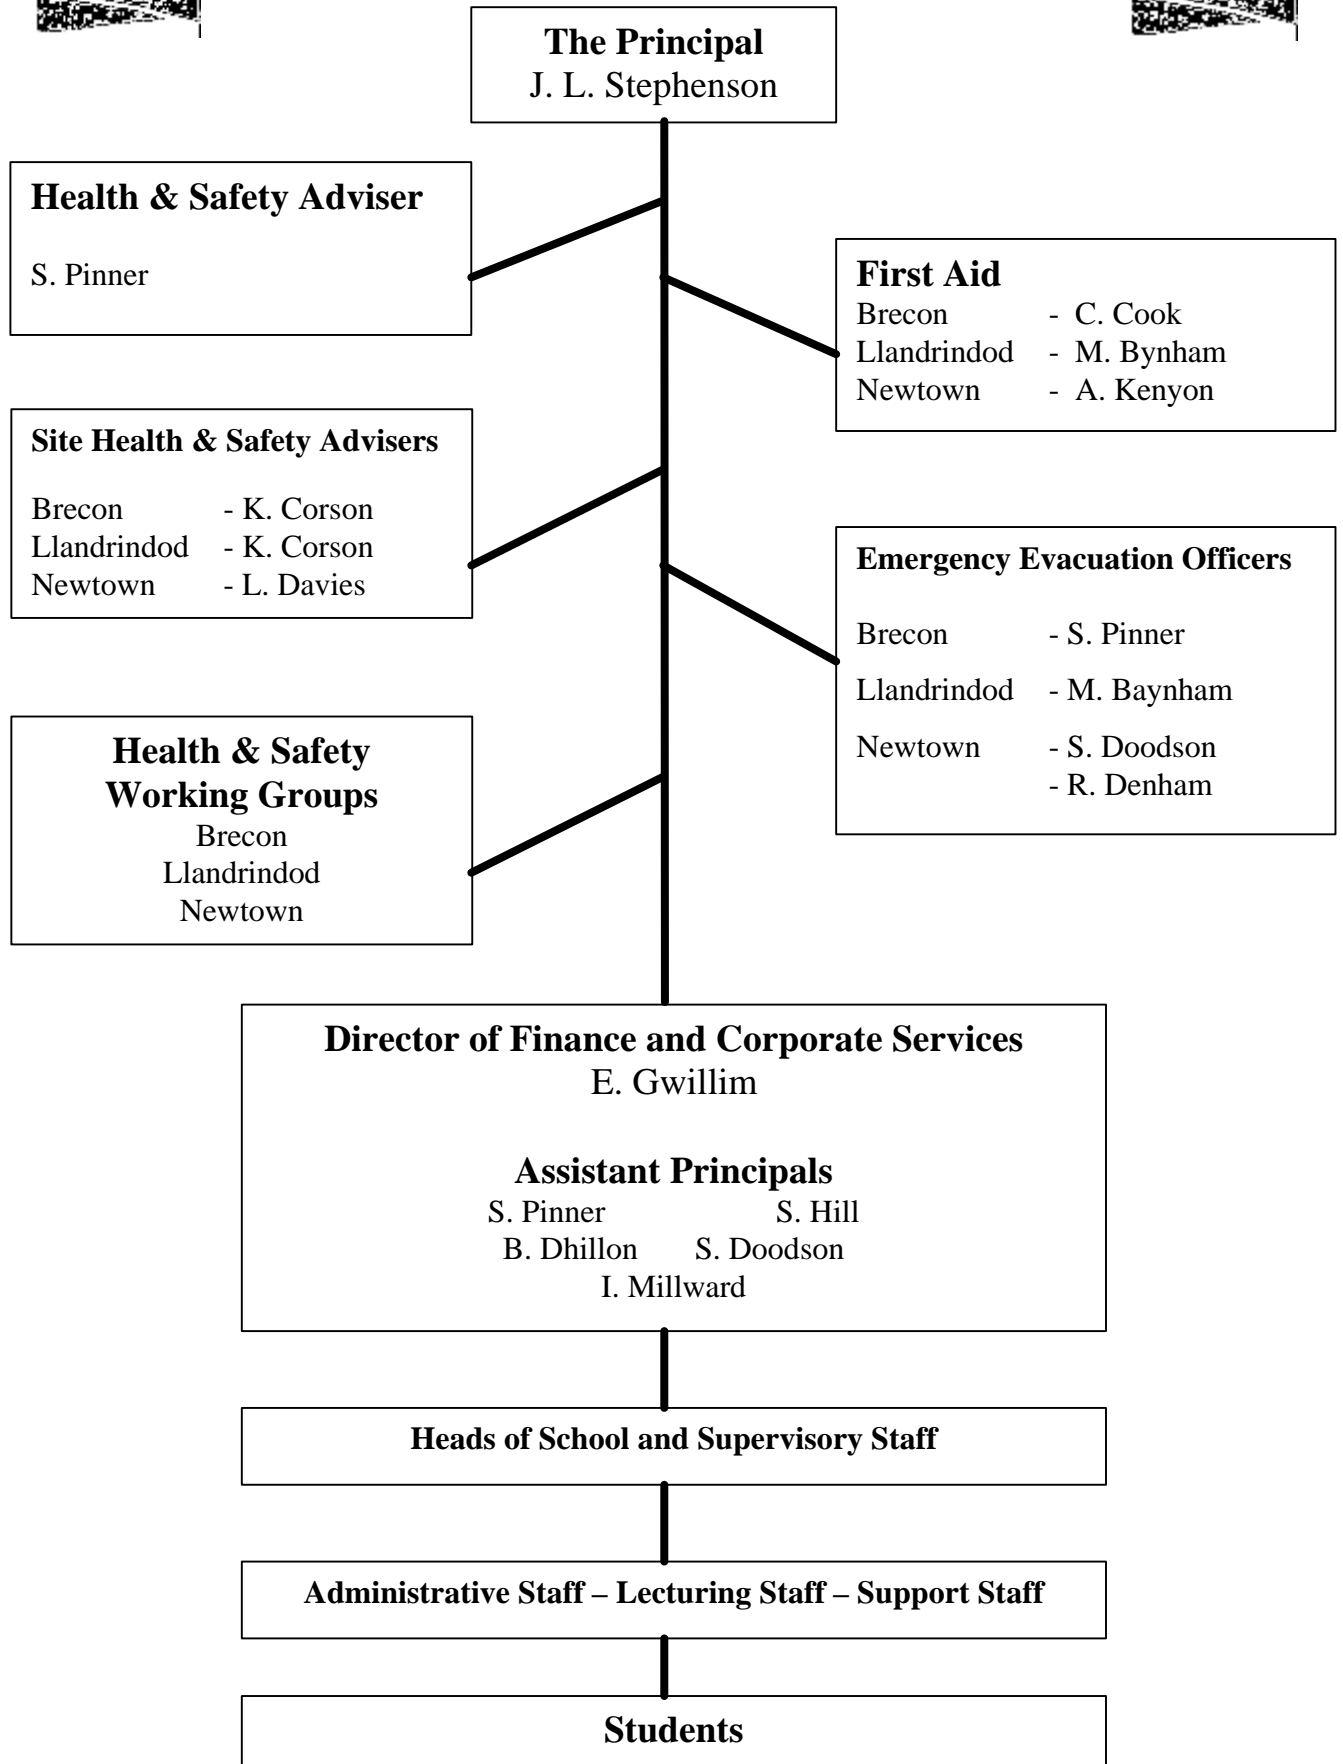 The Principal
J. L. Stephenson
Health & Safety Adviser
S. Pinner
First Aid
Brecon - C. Cook
Llandrindod - M. Bynham
Newtown - A. Kenyon
Site Health & Safety Advisers
Brecon - K. Corson
Llandrindod - K. Corson
Newtown - L. Davies
Emergency Evacuation Officers
Brecon - S. Pinner
Llandrindod - M. Baynham
Newtown - S. Doodson
- R. Denham
Health & Safety
Working Groups
Brecon
Llandrindod
Newtown
Director of Finance and Corporate Services
E. Gwillim
Assistant Principals
S. Pinner S. Hill
B. Dhillon S. Doodson
I. Millward
Heads of School and Supervisory Staff
Administrative Staff – Lecturing Staff – Support Staff
Students